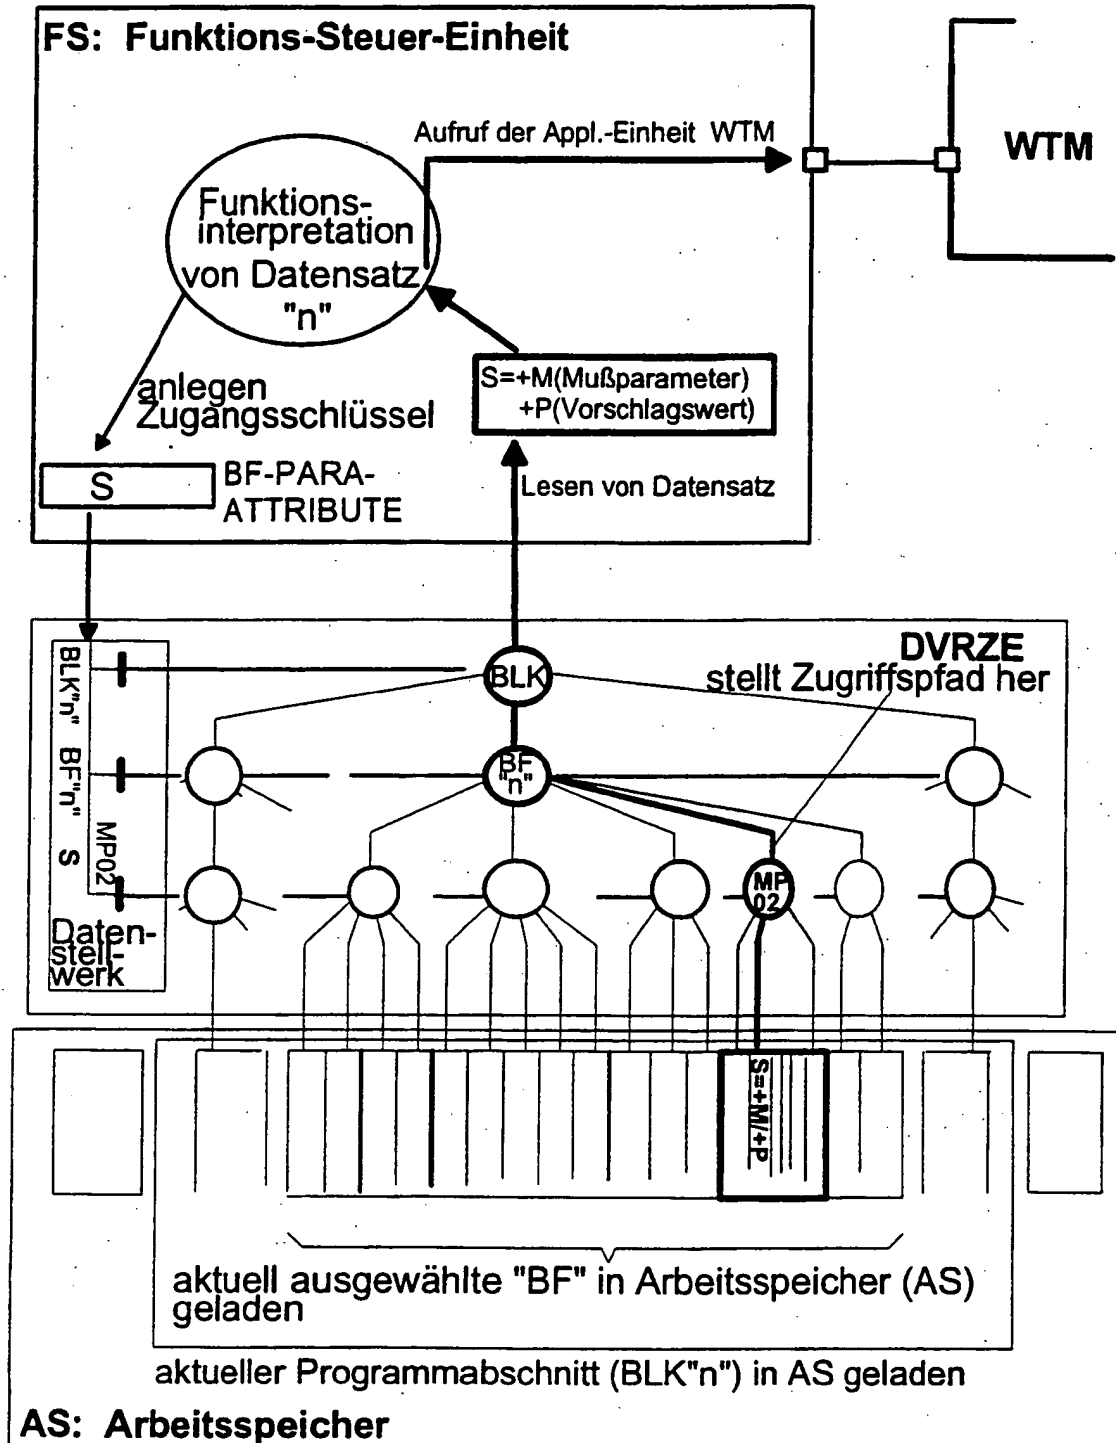 FS: Funktions-Steuer-Einheit
Aufruf der Appl.-Einheit WTM
WTM
Funktions-
interpretation
von Datensatz
"n"
S=+M(Mußparameter)
+P(Vorschlagswert)
anlegen
Zugangsschlüssel
S
BF-PARA-
ATTRIBUTE
Lesen von Datensatz
DVRZE
stellt Zugriffspfad her
BLK
BLK"n" BF"n" S
MP02
BF
"n"
MP
02
Daten-
stell-
werk
S=+M/+P
aktuell ausgewählte "BF" in Arbeitsspeicher (AS)
geladen
aktueller Programmabschnitt (BLK"n") in AS geladen
AS: Arbeitsspeicher